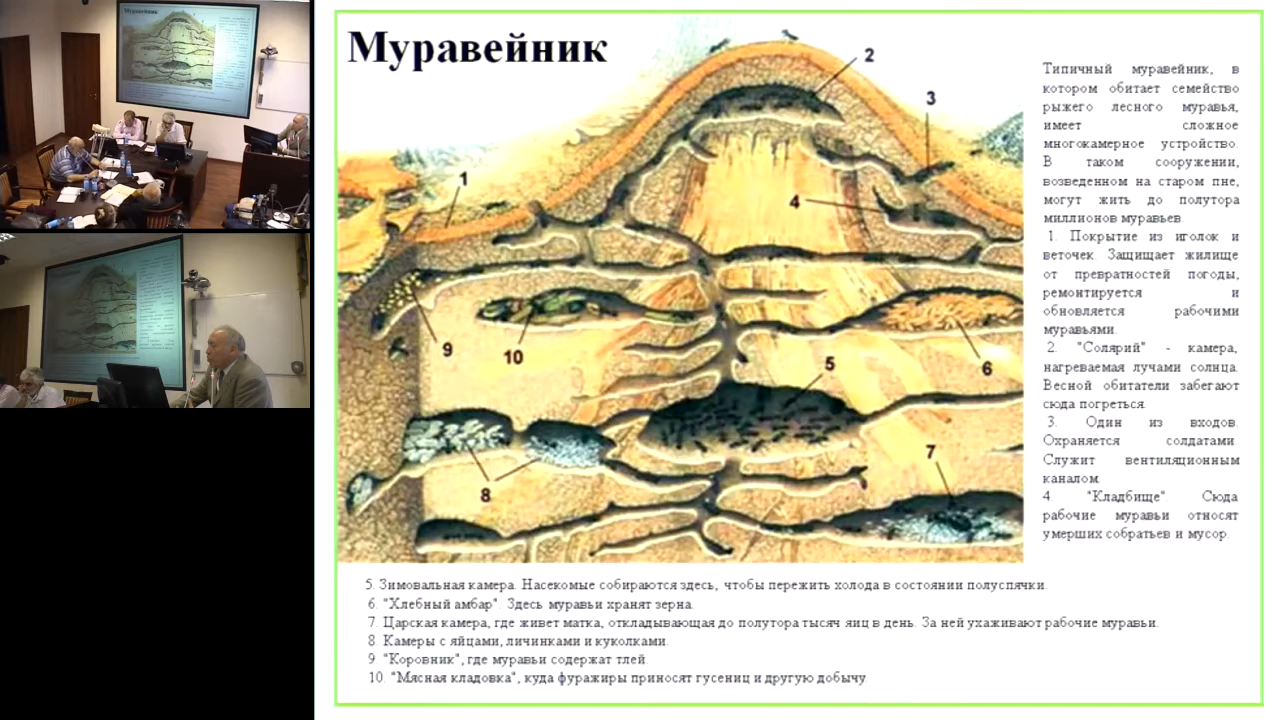 Муравейник
2
3
1
4
9
10
5
6
8
7
Типичный муравейник, в
котором обитает семейство
рыжего лесного муравья,
имеет сложное
многокамерное устройство.
В таком сооружении,
возведенном на старом пне,
могут жить до полутора
миллионов муравьев.
1. Покрытие из иголок и
веточек. Защищает жилище
от превратностей погоды,
ремонтируется и
обновляется рабочими
муравьями.
2. "Солярий" - камера,
нагреваемая лучами солнца.
Весной обитатели забегают
сюда погреться.
3. Один из входов.
Охраняется солдатами.
Служит вентиляционным
каналом.
4. "Кладбище" Сюда
рабочие муравьи относят
умерших собратьев и мусор.
5. Зимовальная камера. Насекомые собираются здесь, чтобы пережить холода в состоянии полуспячки.
6. "Хлебный амбар". Здесь муравьи хранят зерна.
7. Царская камера, где живет матка, откладывающая до полутора тысяч яиц в день. За ней ухаживают рабочие муравьи.
8. Камеры с яйцами, личинками и куколками.
9. "Коровник", где муравьи содержат тлей.
10. "Мясная кладовка", куда фуражиры приносят гусениц и другую добычу